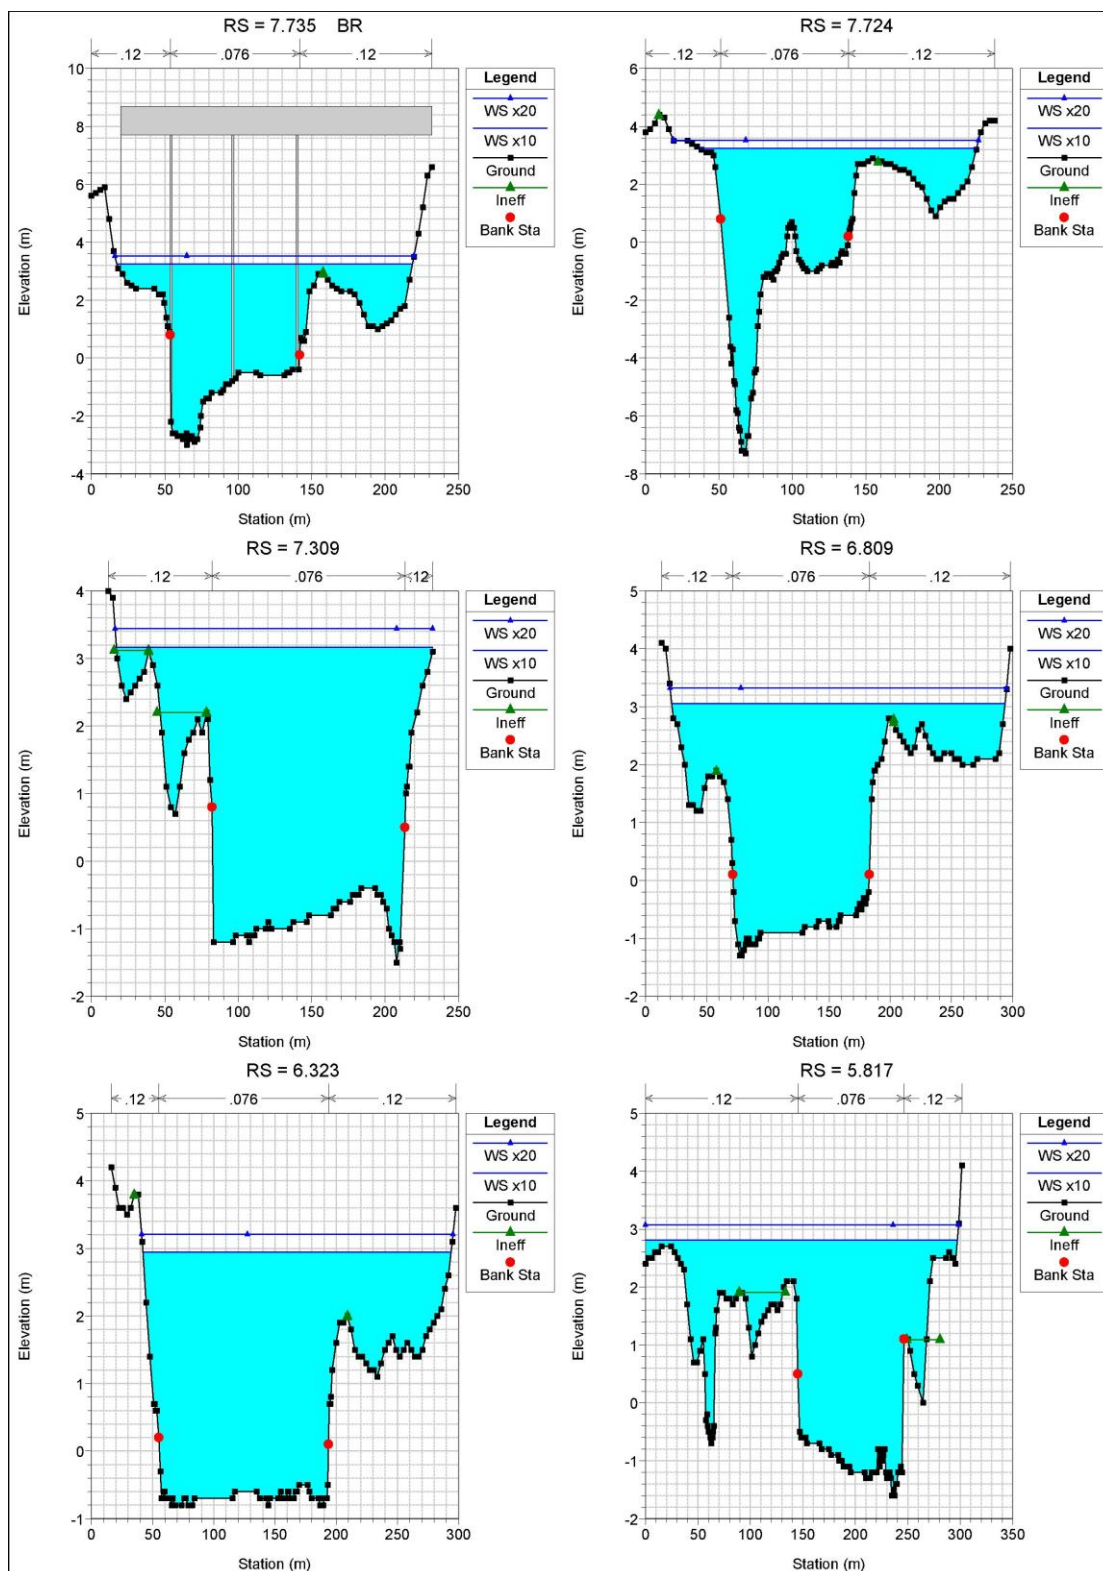 RS = 7.735 BR
.12 .076 .12
10
8
6
4
2
0
-2
-4
Elevation (m)
0 50 100 150 200 250
Station (m)
Legend
WS x20
WS x10
Ground
Ineff
Bank Sta
RS = 7.724
.12 .076 .12
6
4
2
0
-2
-4
-6
-8
Elevation (m)
0 50 100 150 200 250
Station (m)
Legend
WS x20
WS x10
Ground
Ineff
Bank Sta
RS = 7.309
.12 .076 .12
4
3
2
1
0
-1
-2
Elevation (m)
0 50 100 150 200 250
Station (m)
Legend
WS x20
WS x10
Ground
Ineff
Bank Sta
RS = 6.809
.12 .076 .12
5
4
3
2
1
0
-1
-2
Elevation (m)
0 50 100 150 200 250 300
Station (m)
Legend
WS x20
WS x10
Ground
Ineff
Bank Sta
RS = 6.323
.12 .076 .12
5
4
3
2
1
0
-1
Elevation (m)
0 50 100 150 200 250 300
Station (m)
Legend
WS x20
WS x10
Ground
Ineff
Bank Sta
RS = 5.817
.12 .076 .12
5
4
3
2
1
0
-1
-2
Elevation (m)
0 50 100 150 200 250 300 350
Station (m)
Legend
WS x20
WS x10
Ground
Ineff
Bank Sta